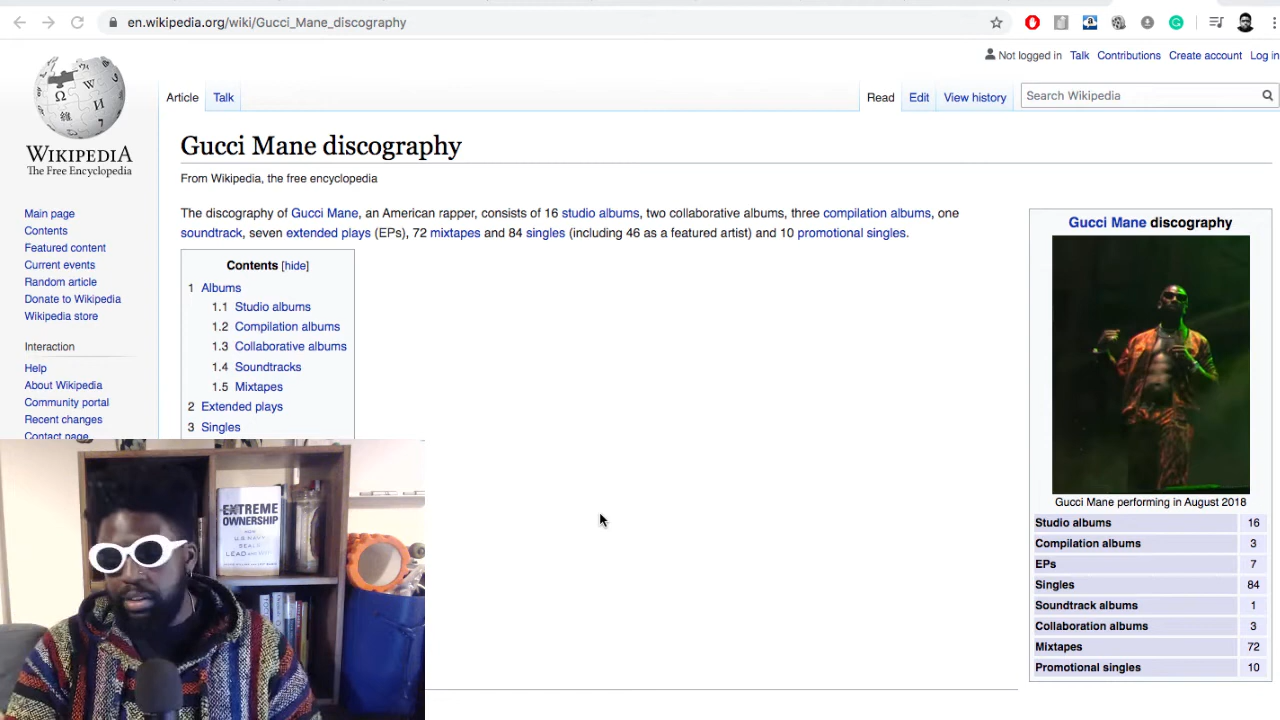 en.wikipedia.org/wiki/Gucci_Mane_discography
Not logged in Talk Contributions Create account Log in
Article Talk Read Edit View history Search Wikipedia
WIKIPEDIA
The Free Encyclopedia
Main page
Contents
Featured content
Current events
Random article
Donate to Wikipedia
Wikipedia store
Interaction
Help
About Wikipedia
Community portal
Recent changes
Contact page
Gucci Mane discography
From Wikipedia, the free encyclopedia
The discography of Gucci Mane, an American rapper, consists of 16 studio albums, two collaborative albums, three compilation albums, one
soundtrack, seven extended plays (EPs), 72 mixtapes and 84 singles (including 46 as a featured artist) and 10 promotional singles.
Contents [hide]
1 Albums
1.1 Studio albums
1.2 Compilation albums
1.3 Collaborative albums
1.4 Soundtracks
1.5 Mixtapes
2 Extended plays
3 Singles
Gucci Mane discography
Gucci Mane performing in August 2018
Studio albums 16
Compilation albums 3
EPs 7
Singles 84
Soundtrack albums 1
Collaboration albums 3
Mixtapes 72
Promotional singles 10
EXTREME
OWNERSHIP
HOW
U.S. NAVY
SEALS
LEAD AND WIN